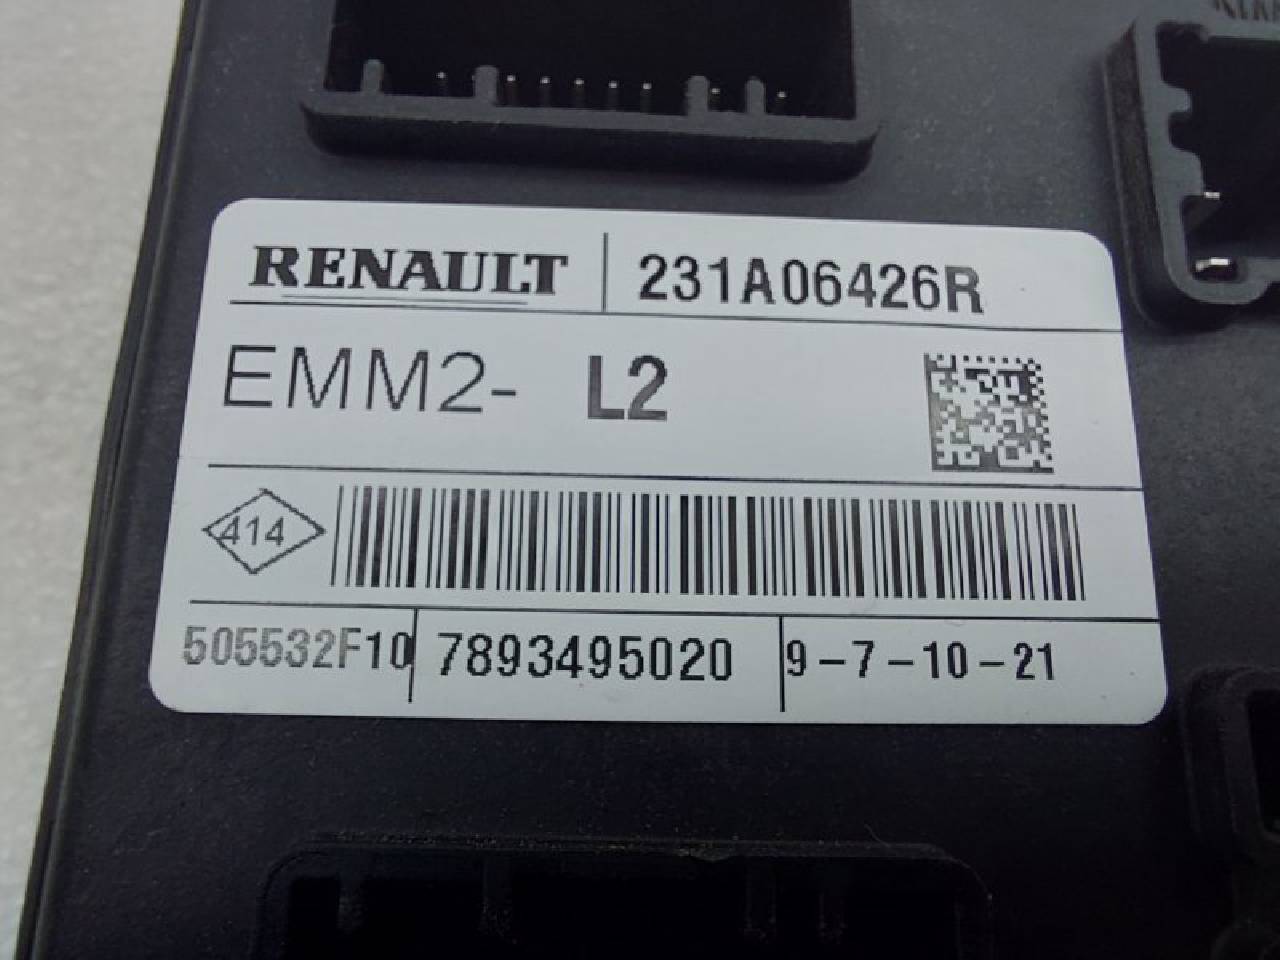 RENAULT 231A06426R
EMM2- L2
414
505532F10 7893495020 9-7-10-21